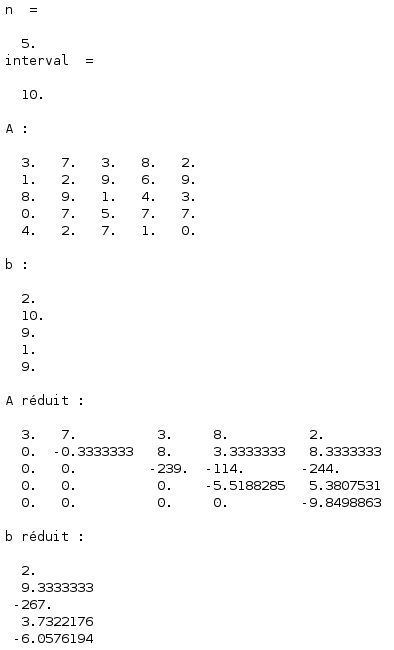 n  =
5.
interval  =
10.
A :
3.   7.   3.   8.   2.
1.   2.   9.   6.   9.
8.   9.   1.   4.   3.
0.   7.   5.   7.   7.
4.   2.   7.   1.   0.
b :
2.
10.
9.
1.
9.
A réduit :
3.   7.          3.     8.          2.
0.  -0.3333333   8.     3.3333333   8.3333333
0.   0.         -239.  -114.       -244.
0.   0.          0.    -5.5188285   5.3807531
0.   0.          0.     0.         -9.8498863
b réduit :
2.
9.3333333
-267.
3.7322176
-6.0576194